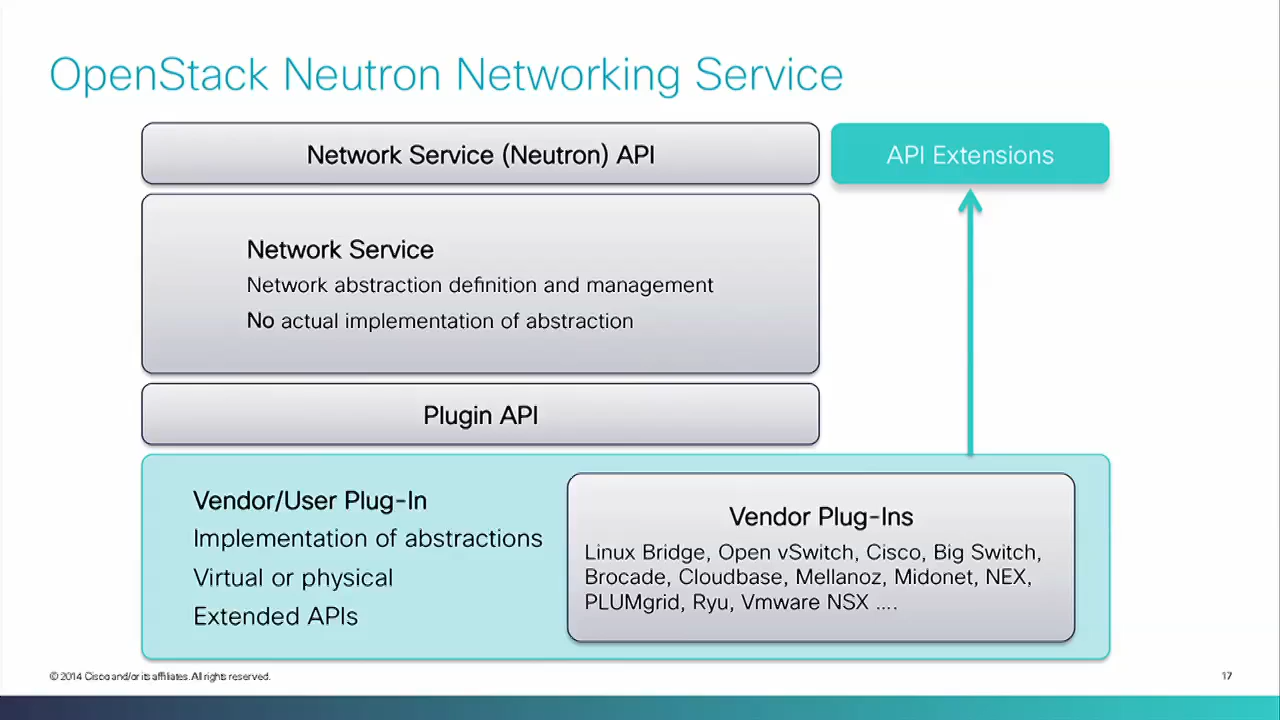 OpenStack Neutron Networking Service
Network Service (Neutron) API
API Extensions
Network Service
Network abstraction definition and management
No actual implementation of abstraction
Plugin API
Vendor/User Plug-In
Implementation of abstractions
Virtual or physical
Extended APIs
Vendor Plug-Ins
Linux Bridge, Open vSwitch, Cisco, Big Switch,
Brocade, Cloudbase, Mellanoz, Midonet, NEX,
PLUMgrid, Ryu, Vmware NSX ....
© 2014 Cisco and/or its affiliates. All rights reserved.
17